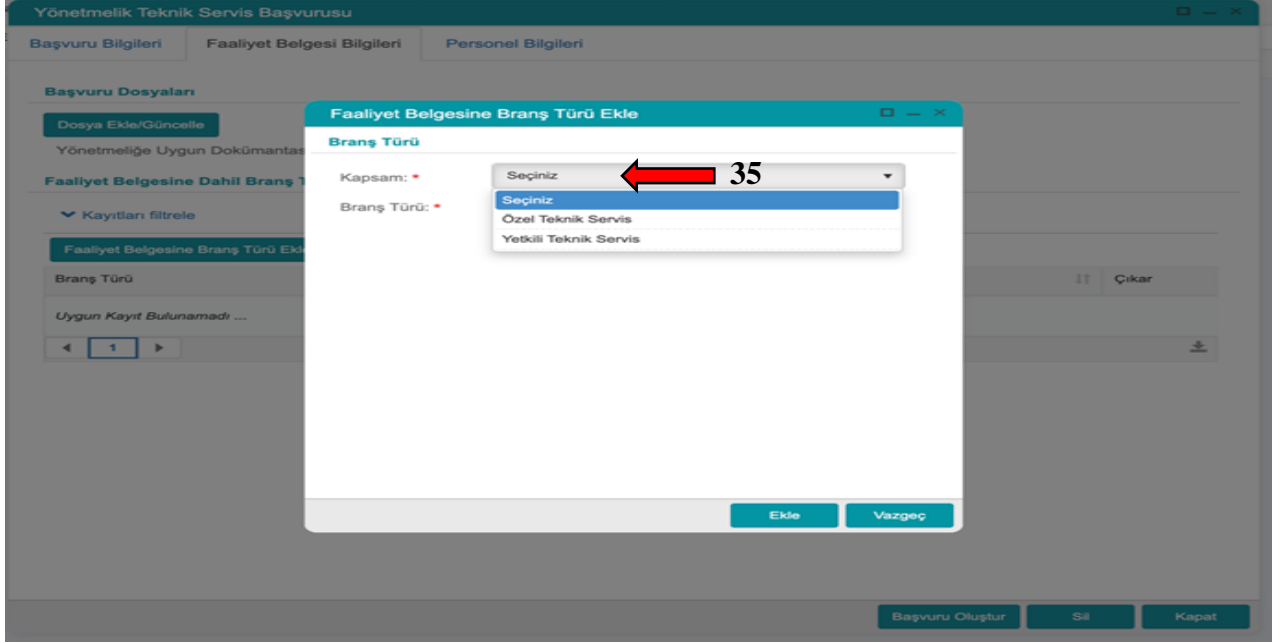 Yönetmelik Teknik Servis Başvurusu
Başvuru Bilgileri Faaliyet Belgesi Bilgileri Personel Bilgileri
Başvuru Dosyaları
Dosya Ekle/Güncelle
Yönetmeliğe Uygun
Faaliyet Belgesine Dahil Branş
Kayıtları filtrele
Faaliyet Belgesine Branş Türü
Branş Türü Çıkar
Uygun Kayıt Bulunamadı ...
1
Faaliyet Belgesine Branş Türü Ekle
Branş Türü
Kapsam: * Seçiniz 35
Branş Türü: *
Seçiniz
Özel Teknik Servis
Yetkili Teknik Servis
Ekle Vazgeç
Başvuru Oluştur Sil Kapat